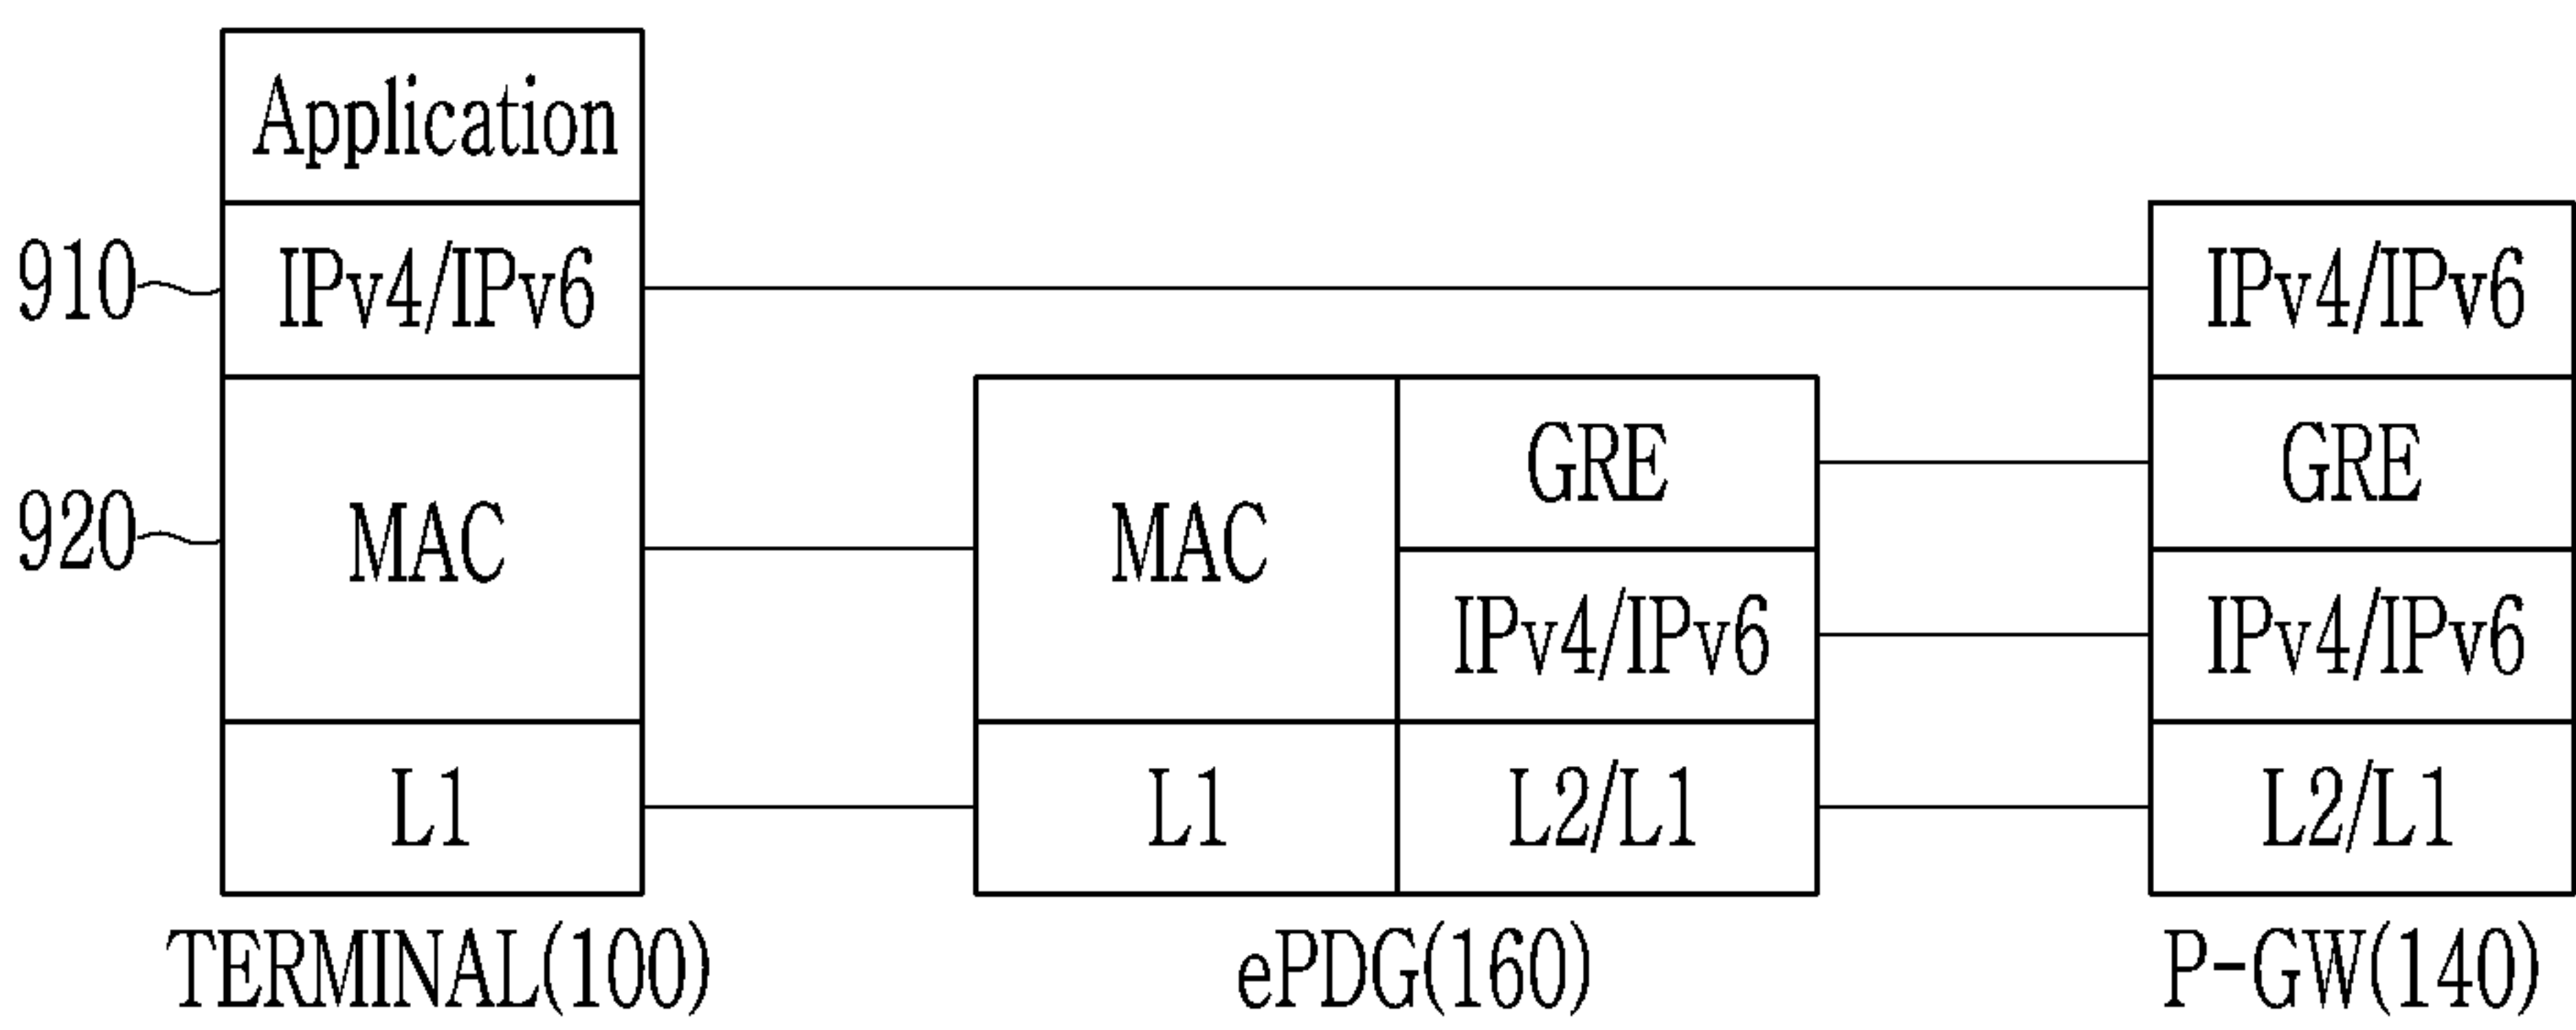 Application
910
IPv4/IPv6
IPv4/IPv6
920
MAC
MAC
GRE
GRE
IPv4/IPv6
IPv4/IPv6
L1
L1
L2/L1
L2/L1
TERMINAL(100)
ePDG(160)
P-GW(140)